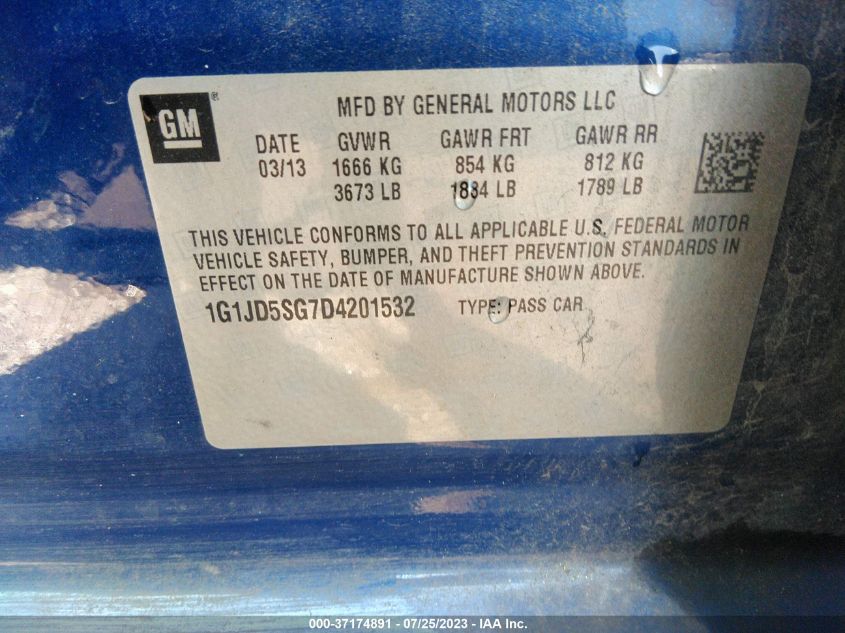 GM®
MFD BY GENERAL MOTORS LLC
DATE GVWR GAWR FRT GAWR RR
03/13 1666 KG 854 KG 812 KG
3673 LB 1884 LB 1789 LB
THIS VEHICLE CONFORMS TO ALL APPLICABLE U.S. FEDERAL MOTOR
VEHICLE SAFETY, BUMPER, AND THEFT PREVENTION STANDARDS IN
EFFECT ON THE DATE OF MANUFACTURE SHOWN ABOVE.
1G1JD5SG7D4201532 TYPE: PASS CAR
000-37174891 - 07/25/2023 - IAA Inc.